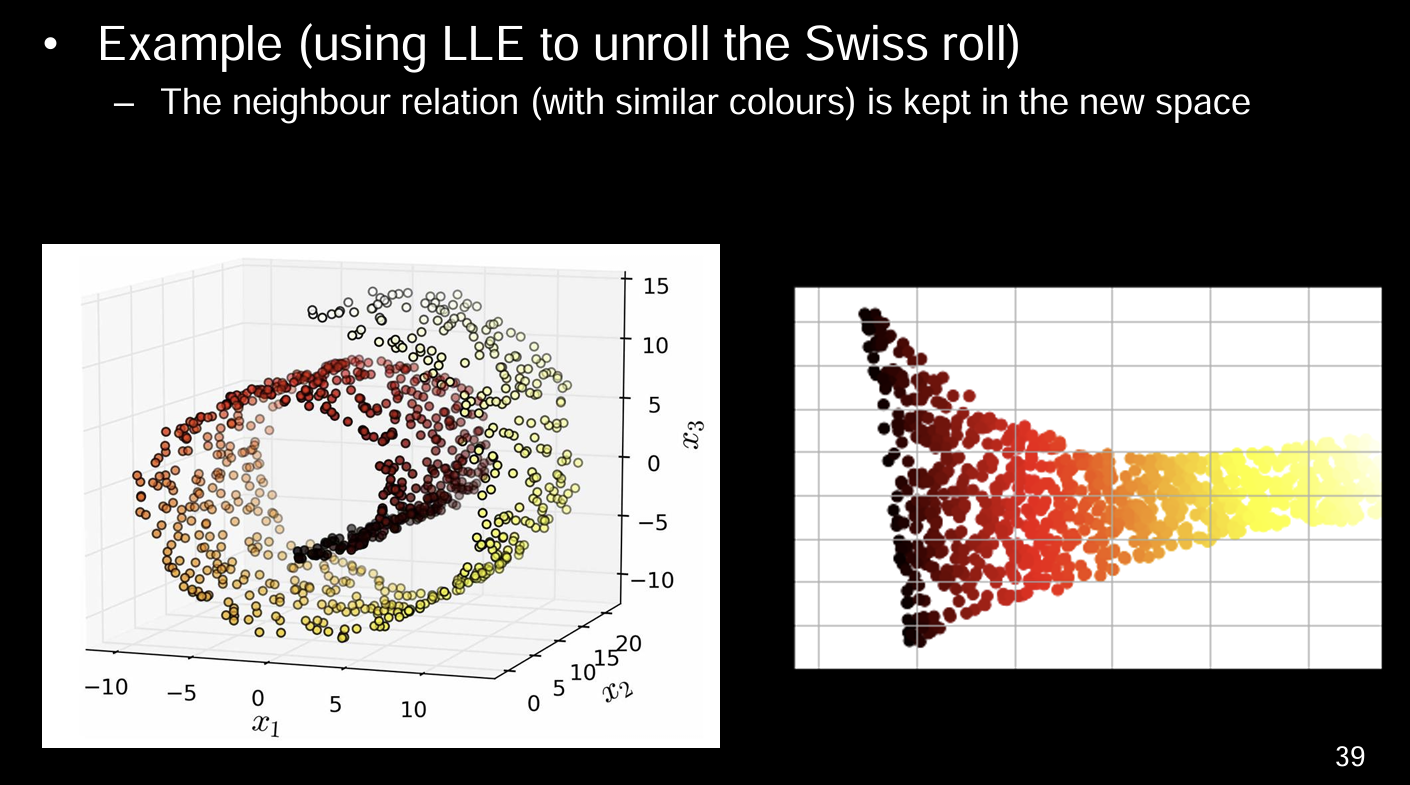 • Example (using LLE to unroll the Swiss roll)
– The neighbour relation (with similar colours) is kept in the new space
15
10
5
0
−5
−10
x₃
−10 −5 0 5 10
x₁
0 5 10 15 20
x₂
39